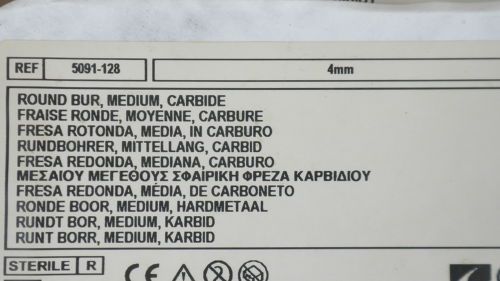 REF 5091-128 4mm
ROUND BUR, MEDIUM, CARBIDE
FRAISE RONDE, MOYENNE, CARBURE
FRESA ROTONDA, MEDIA, IN CARBURO
RUNDBOHRER, MITTELLANG, CARBID
FRESA REDONDA, MEDIANA, CARBURO
ΜΕΣΑΙΟΥ ΜΕΓΕΘΟΥΣ ΣΦΑΙΡΙΚΗ ΦΡΕΖΑ ΚΑΡΒΙΔΙΟΥ
FRESA REDONDA, MÉDIA, DE CARBONETO
RONDE BOOR, MEDIUM, HARDMETAAL
RUNDT BOR, MEDIUM, KARBID
RUNT BORR, MEDIUM, KARBID
STERILE R
CE